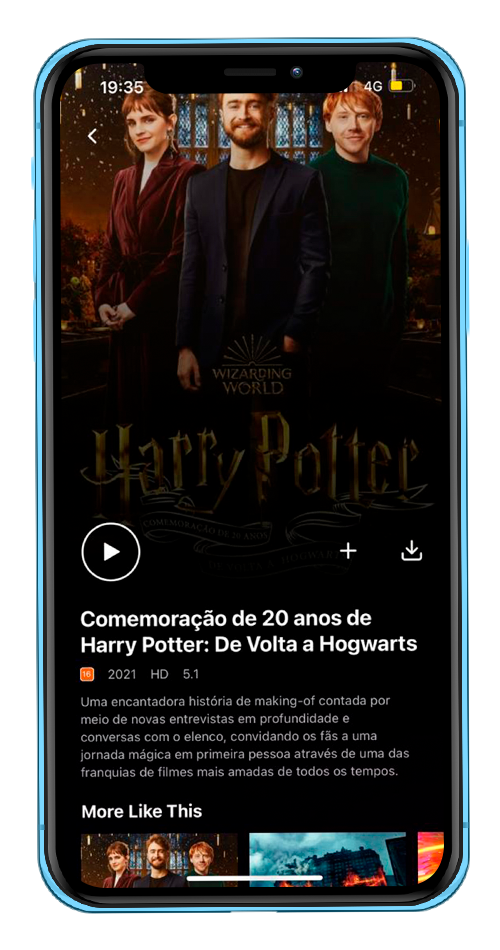 19:35
4G
WIZARDING
WORLD
Harry Potter
COMEMORAÇÃO DE 20 ANOS
DE VOLTA A HOGWARTS
Comemoração de 20 anos de
Harry Potter: De Volta a Hogwarts
16 2021 HD 5.1
Uma encantadora história de making-of contada por
meio de novas entrevistas em profundidade e
conversas com o elenco, convidando os fãs a uma
jornada mágica em primeira pessoa através de uma das
franquias de filmes mais amadas de todos os tempos.
More Like This